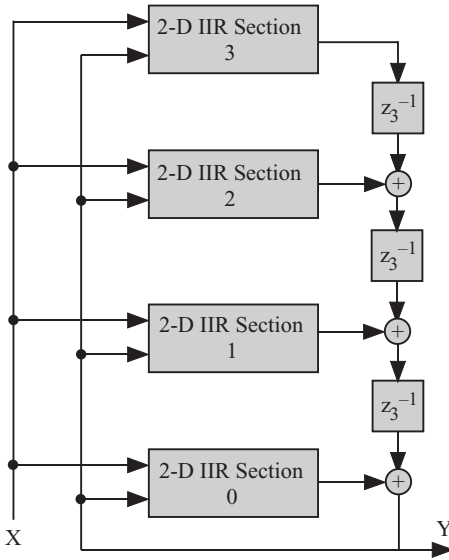 2-D IIR Section
3
z₃⁻¹
2-D IIR Section
2
+
z₃⁻¹
2-D IIR Section
1
+
z₃⁻¹
2-D IIR Section
0
+
X
Y